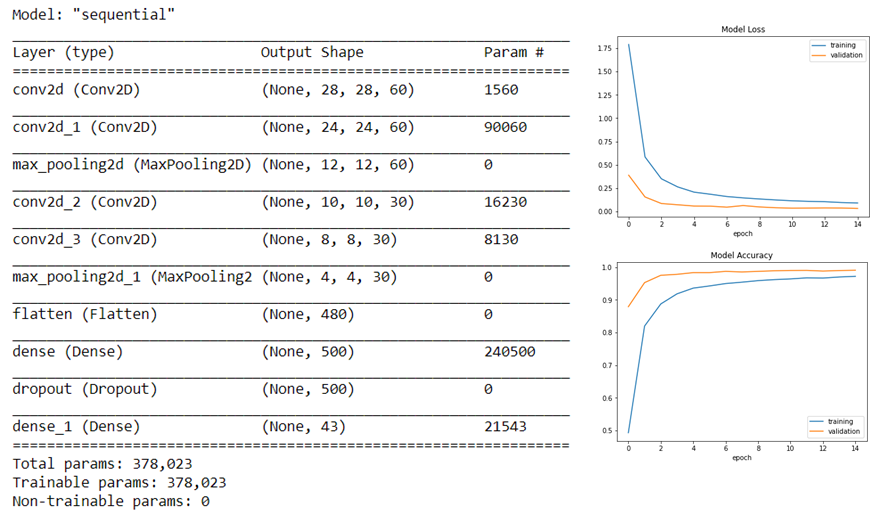 Model: "sequential"
Layer (type) Output Shape Param #
conv2d (Conv2D) (None, 28, 28, 60) 1560
conv2d_1 (Conv2D) (None, 24, 24, 60) 90060
max_pooling2d (MaxPooling2D) (None, 12, 12, 60) 0
conv2d_2 (Conv2D) (None, 10, 10, 30) 16230
conv2d_3 (Conv2D) (None, 8, 8, 30) 8130
max_pooling2d_1 (MaxPooling2 (None, 4, 4, 30) 0
flatten (Flatten) (None, 480) 0
dense (Dense) (None, 500) 240500
dropout (Dropout) (None, 500) 0
dense_1 (Dense) (None, 43) 21543
Total params: 378,023
Trainable params: 378,023
Non-trainable params: 0
Model Loss
training
validation
1.75
1.50
1.25
1.00
0.75
0.50
0.25
0.00
0 2 4 6 8 10 12 14
epoch
Model Accuracy
1.0
0.9
0.8
0.7
0.6
0.5
training
validation
0 2 4 6 8 10 12 14
epoch